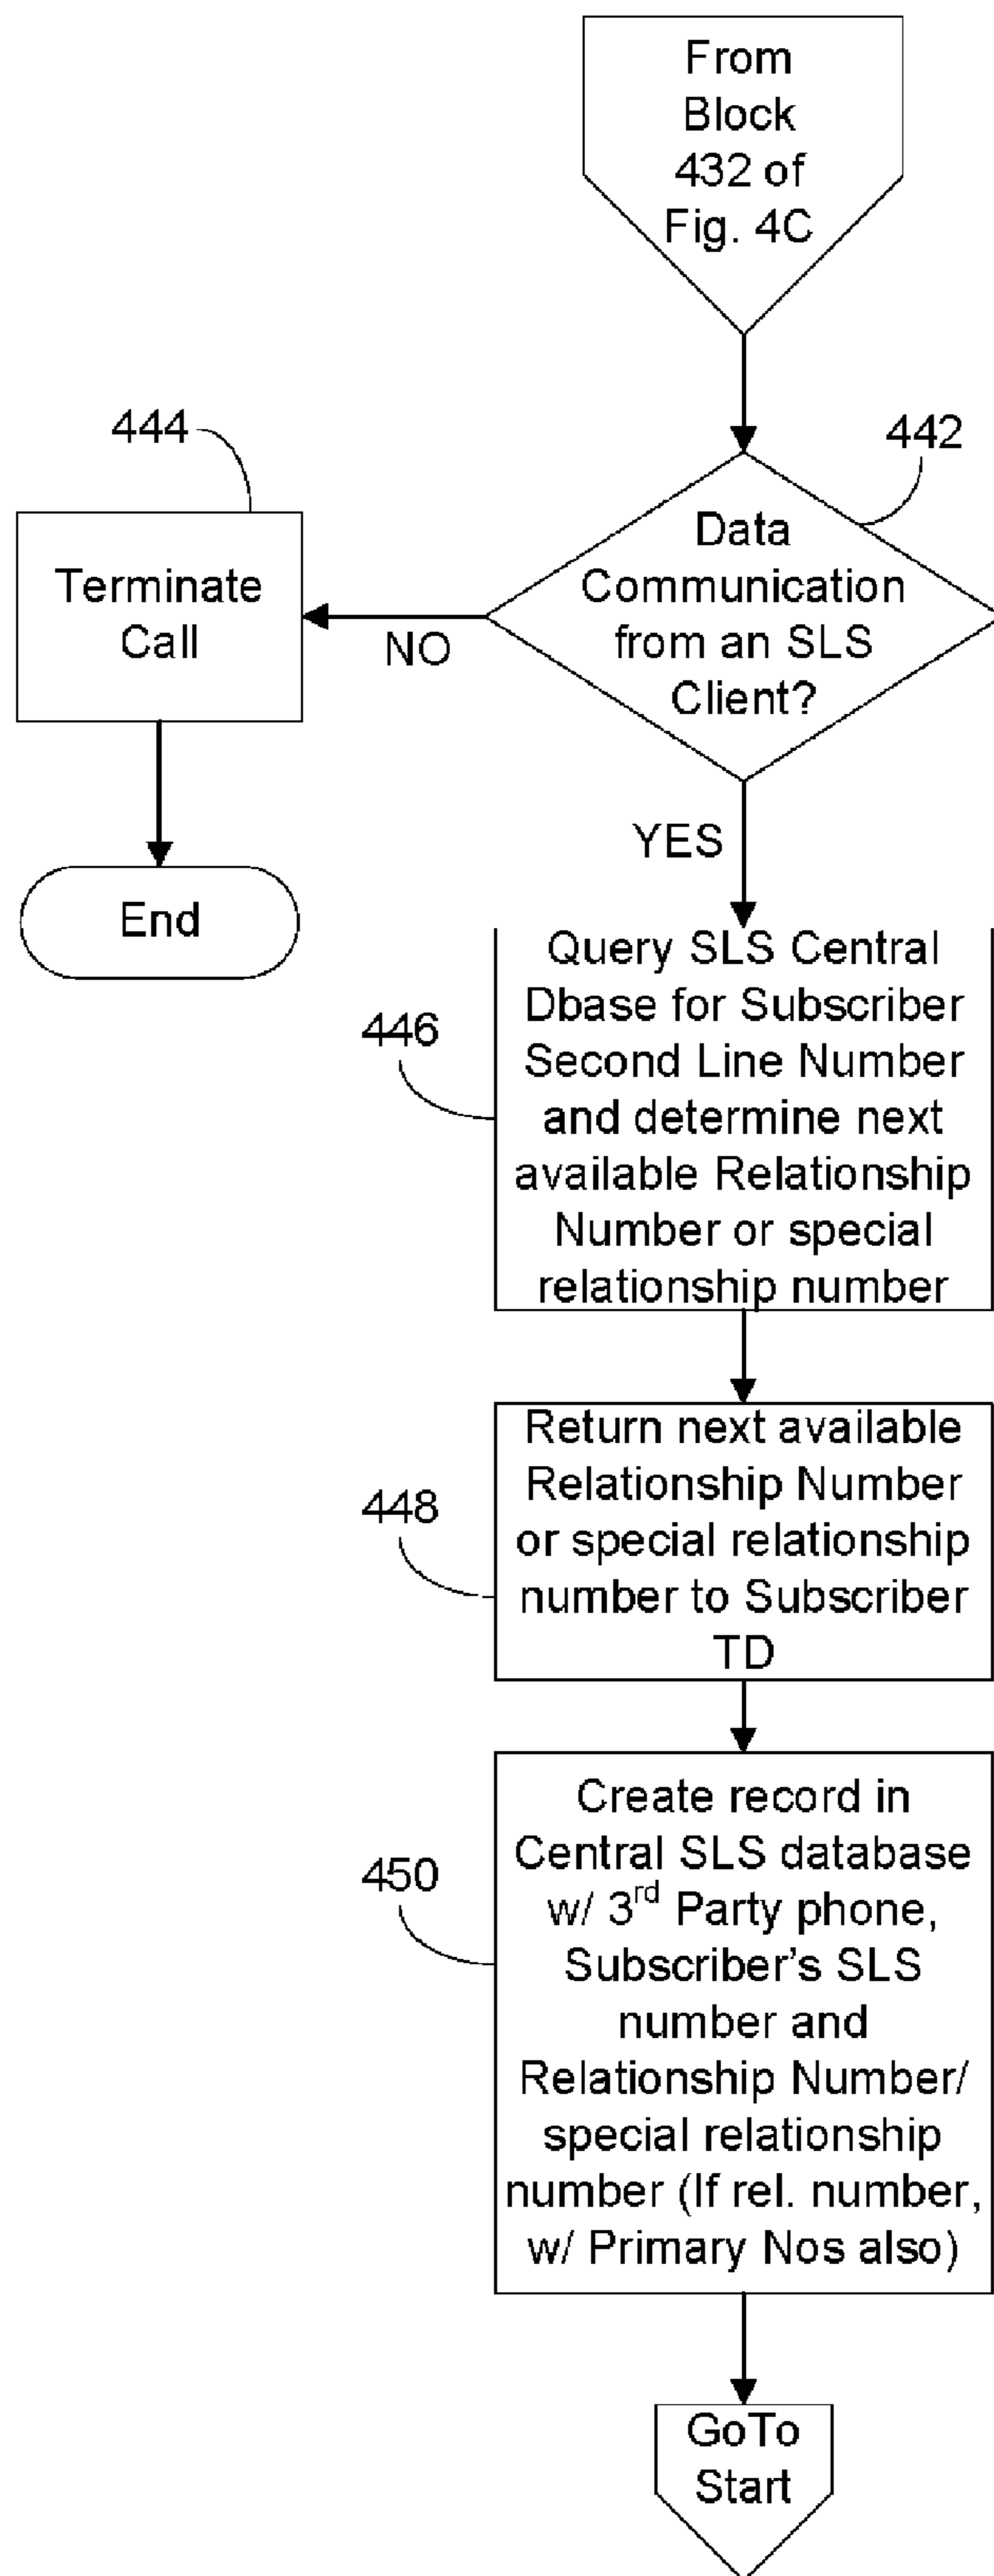 From
Block
432 of
Fig. 4C
444
442
Data
Communication
from an SLS
Client?
Terminate
Call
NO
YES
End
Query SLS Central
Dbase for Subscriber
Second Line Number
and determine next
available Relationship
Number or special
relationship number
446
Return next available
Relationship Number
or special relationship
number to Subscriber
TD
448
Create record in
Central SLS database
w/ 3rd Party phone,
Subscriber's SLS
number and
Relationship Number/
special relationship
number (If rel. number,
w/ Primary Nos also)
450
GoTo
Start